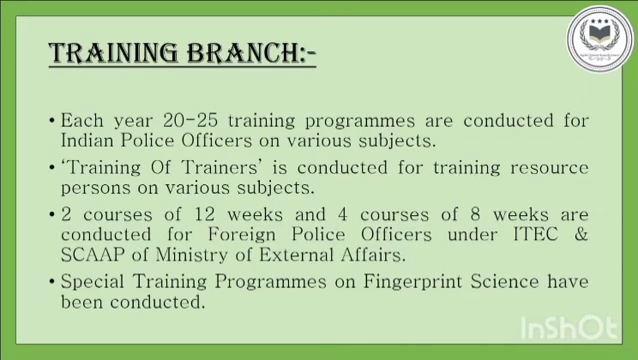 TRAINING BRANCH:-
• Each year 20-25 training programmes are conducted for
Indian Police Officers on various subjects.
• ‘Training Of Trainers’ is conducted for training resource
persons on various subjects.
• 2 courses of 12 weeks and 4 courses of 8 weeks are
conducted for Foreign Police Officers under ITEC &
SCAAP of Ministry of External Affairs.
• Special Training Programmes on Fingerprint Science have
been conducted.
InShOt